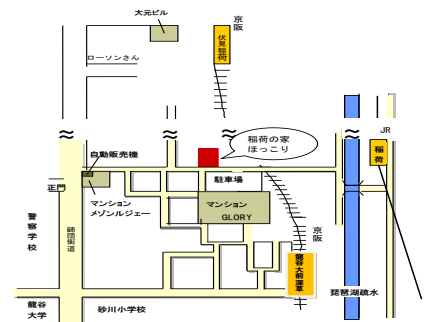 大元ビル
京阪
伏見稲荷
ローソンさん
JR
稲荷
稲荷の家
ほっこり
自動販売機
駐車場
正門
マンション
メゾンルジェー
マンション
GLORY
警察学校
師団街道
京阪
龍谷大前深草
琵琶湖疏水
龍谷
大学
砂川小学校